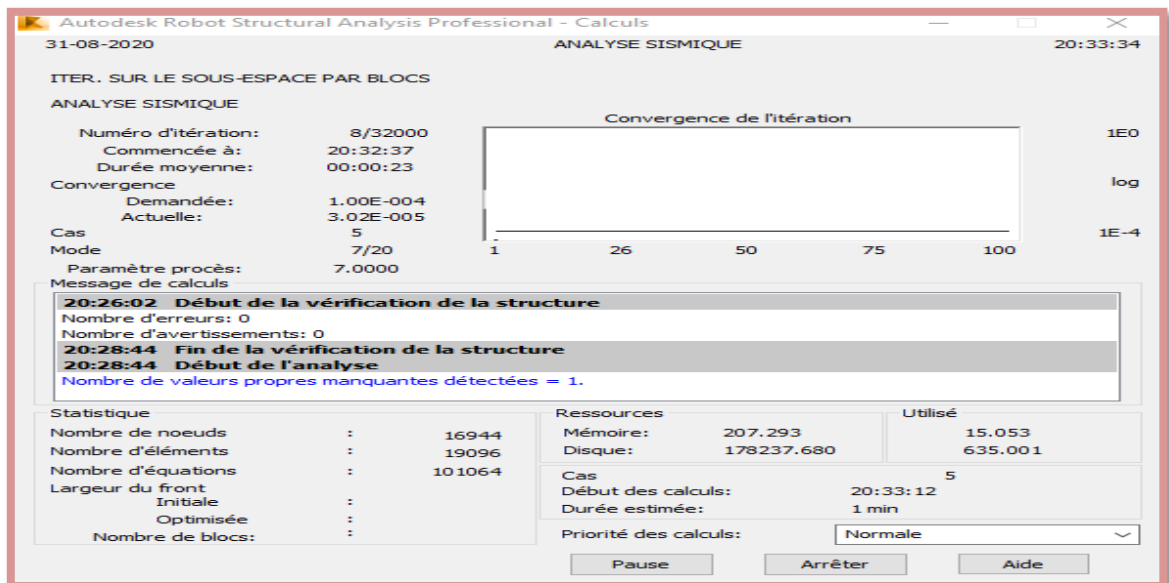 Autodesk Robot Structural Analysis Professional - Calculs
31-08-2020 ANALYSE SISMIQUE 20:33:34
ITER. SUR LE SOUS-ESPACE PAR BLOCS
ANALYSE SISMIQUE
Numéro d'itération: 8/32000
Commencée à: 20:32:37
Durée moyenne: 00:00:23
Convergence
Demandée: 1.00E-004
Actuelle: 3.02E-005
Cas 5
Mode 7/20
Paramètre procès: 7.0000
Convergence de l'itération
1E0
log
1E-4
1 26 50 75 100
Message de calculs
20:26:02 Début de la vérification de la structure
Nombre d'erreurs: 0
Nombre d'avertissements: 0
20:28:44 Fin de la vérification de la structure
20:28:44 Début de l'analyse
Nombre de valeurs propres manquantes détectées = 1.
Statistique
Nombre de noeuds : 16944
Nombre d'éléments : 19096
Nombre d'équations : 101064
Largeur du front
Initiale :
Optimisée :
Nombre de blocs: :
Ressources Utilisé
Mémoire: 207.293 15.053
Disque: 178237.680 635.001
Cas 5
Début des calculs: 20:33:12
Durée estimée: 1 min
Priorité des calculs: Normale
Pause Arrêter Aide